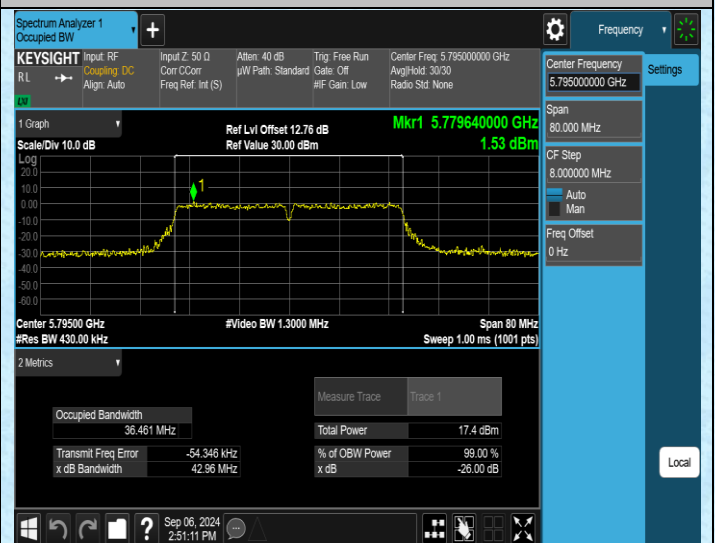 Spectrum Analyzer 1
Occupied BW
Frequency
KEYSIGHT
RL
LM
Input: RF
Coupling: DC
Align: Auto
Input Z: 50 Ω
Corr CCorr
Freq Ref: Int (S)
Atten: 40 dB
µW Path: Standard
Trig: Free Run
Gate: Off
#IF Gain: Low
Center Freq: 5.795000000 GHz
Avg|Hold: 30/30
Radio Std: None
Center Frequency
5.795000000 GHz
Settings
Span
80.000 MHz
CF Step
8.000000 MHz
Auto
Man
Freq Offset
0 Hz
1 Graph
Scale/Div 10.0 dB
Ref Lvl Offset 12.76 dB
Ref Value 30.00 dBm
Mkr1 5.779640000 GHz
1.53 dBm
Log
20.0
10.0
0.00
-10.0
-20.0
-30.0
-40.0
-50.0
-60.0
1
Center 5.79500 GHz
#Res BW 430.00 kHz
#Video BW 1.3000 MHz
Span 80 MHz
Sweep 1.00 ms (1001 pts)
2 Metrics
Measure Trace
Trace 1
Occupied Bandwidth
36.461 MHz
Total Power
17.4 dBm
Transmit Freq Error
-54.346 kHz
% of OBW Power
99.00 %
x dB Bandwidth
42.96 MHz
x dB
-26.00 dB
Local
?
Sep 06, 2024
2:51:11 PM